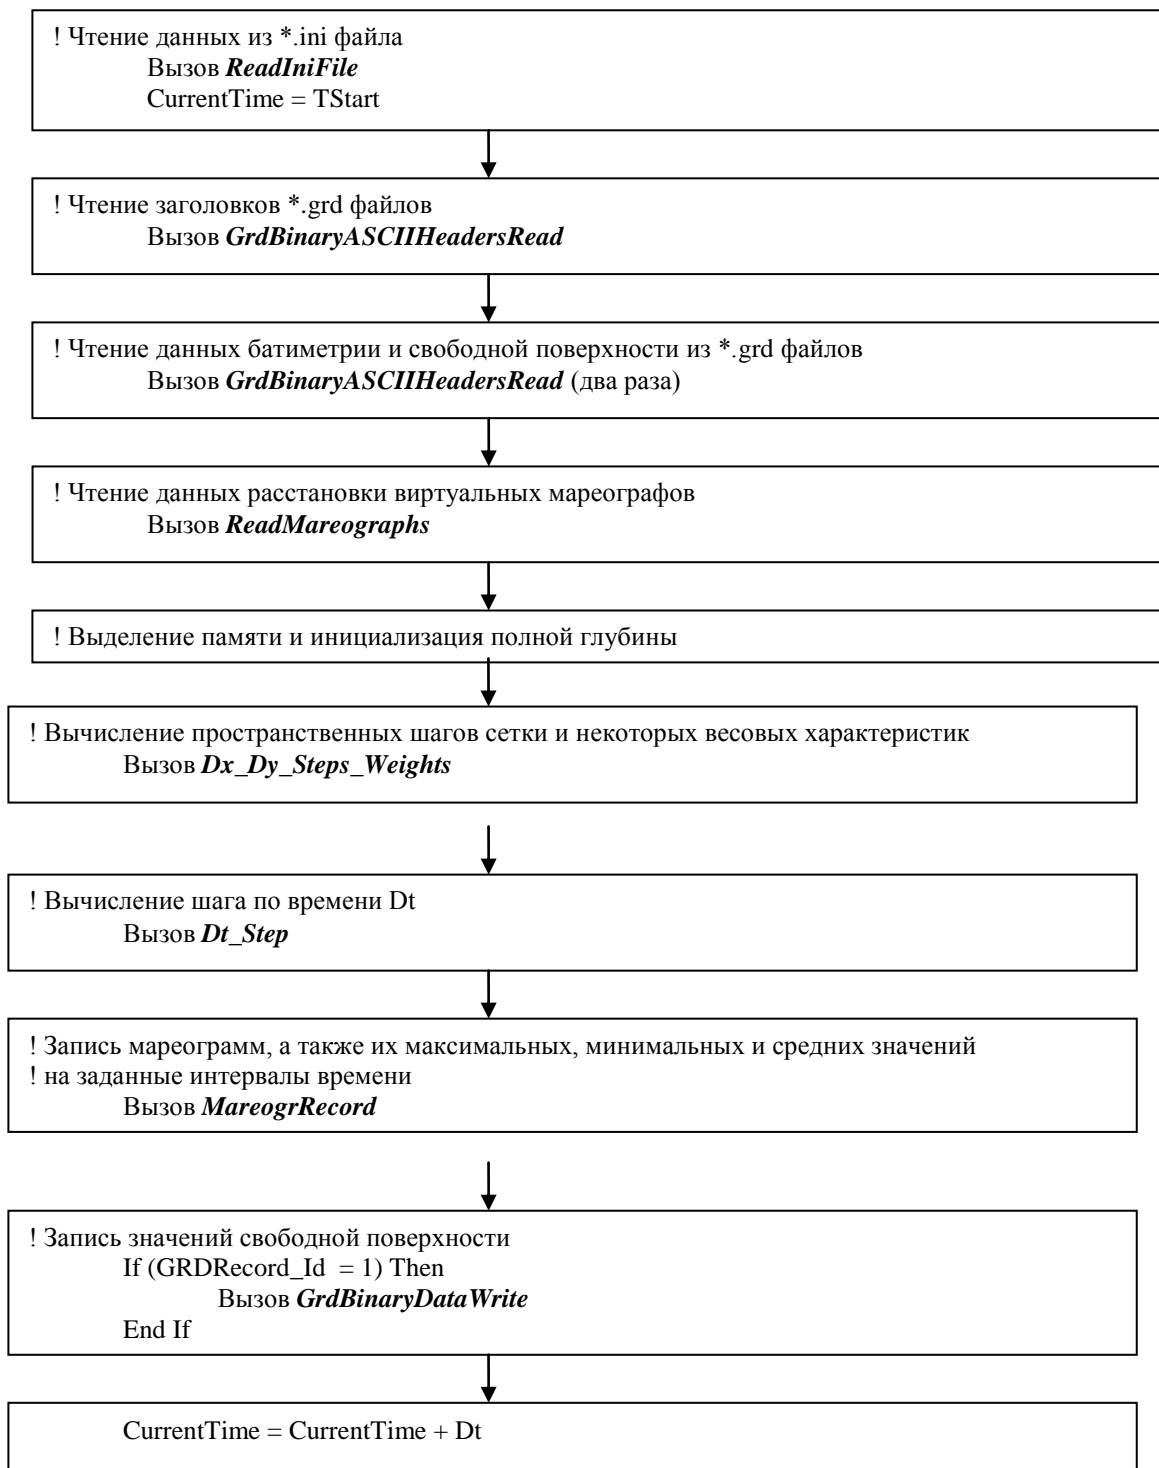 ! Чтение данных из *.ini файла
Вызов ReadIniFile
CurrentTime = TStart
! Чтение заголовков *.grd файлов
Вызов GrdBinaryASCIIHeadersRead
! Чтение данных батиметрии и свободной поверхности из *.grd файлов
Вызов GrdBinaryASCIIHeadersRead (два раза)
! Чтение данных расстановки виртуальных мареографов
Вызов ReadMareographs
! Выделение памяти и инициализация полной глубины
! Вычисление пространственных шагов сетки и некоторых весовых характеристик
Вызов Dx_Dy_Steps_Weights
! Вычисление шага по времени Dt
Вызов Dt_Step
! Запись мареограмм, а также их максимальных, минимальных и средних значений
! на заданные интервалы времени
Вызов MareogrRecord
! Запись значений свободной поверхности
If (GRDRecord_Id = 1) Then
Вызов GrdBinaryDataWrite
End If
CurrentTime = CurrentTime + Dt